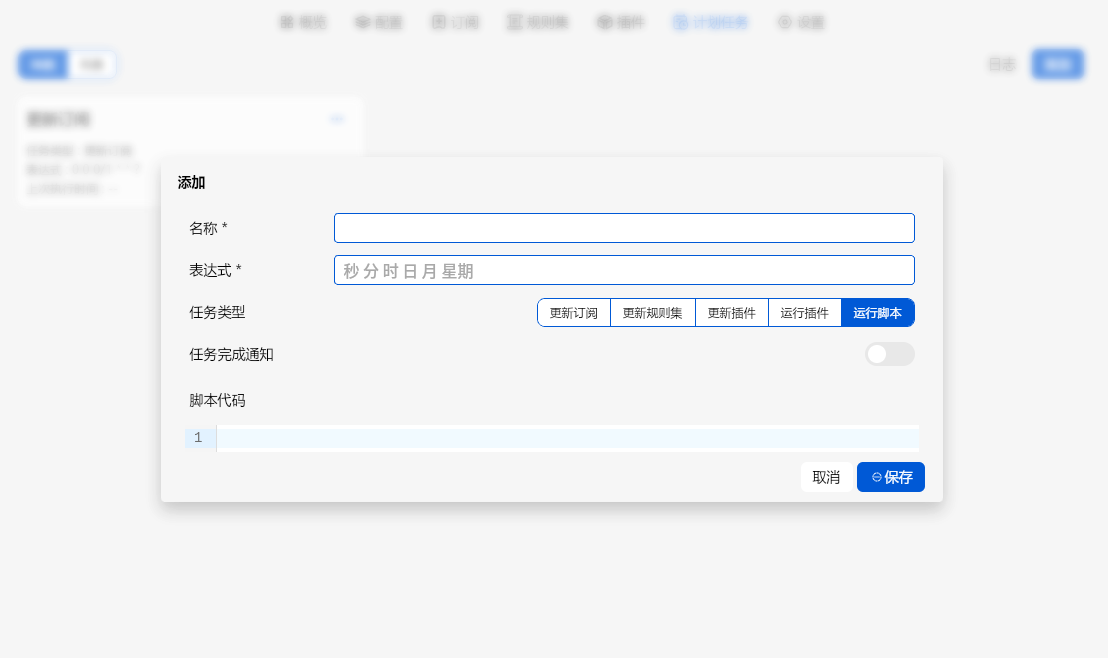 概览 配置 订阅 规则集 插件 计划任务 设置
日志
更新订阅
添加
名称 *
表达式 * 秒 分 时 日 月 星期
任务类型 更新订阅 更新规则集 更新插件 运行插件 运行脚本
任务完成通知
脚本代码
1
取消 保存